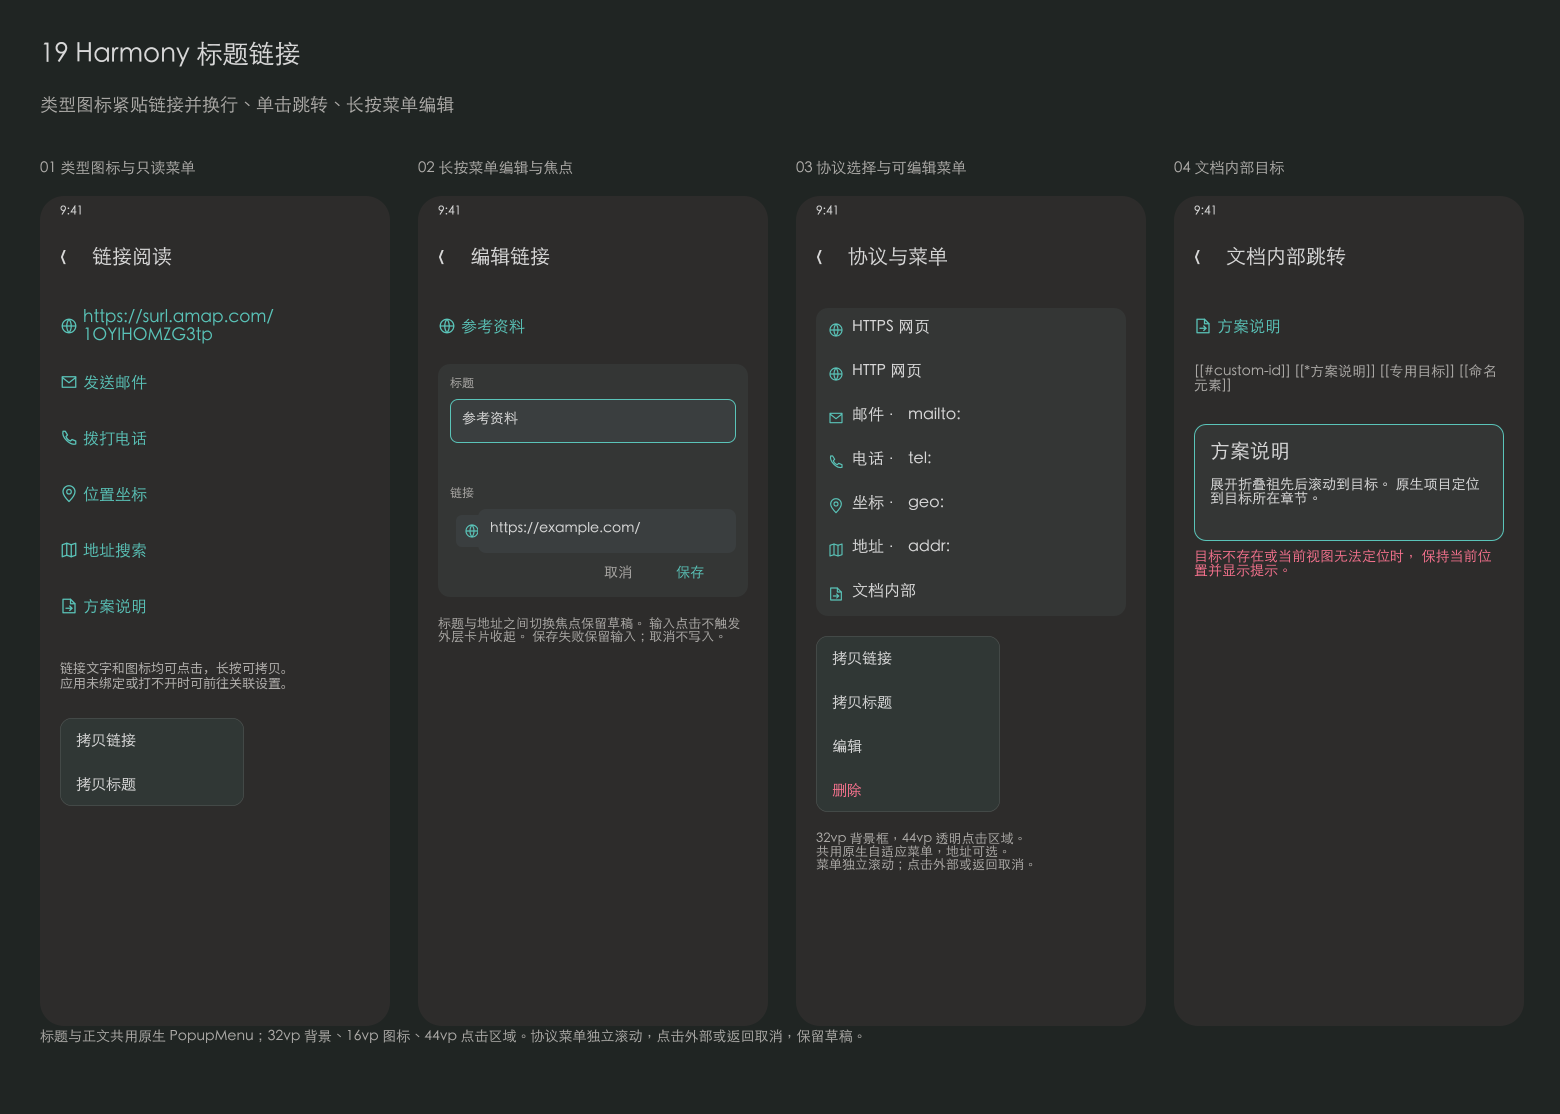 19 Harmony 标题链接
类型图标紧贴链接并换行、单击跳转、长按菜单编辑
01 类型图标与只读菜单
9:41
链接阅读
https://surl.amap.com/
1OYIHOMZG3tp
发送邮件
拨打电话
位置坐标
地址搜索
方案说明
链接文字和图标均可点击，长按可拷贝。
应用未绑定或打不开时可前往关联设置。
拷贝链接
拷贝标题
02 长按菜单编辑与焦点
9:41
编辑链接
参考资料
标题
参考资料
链接
https://example.com/
取消
保存
标题与地址之间切换焦点保留草稿。输入点击不触发
外层卡片收起。保存失败保留输入；取消不写入。
03 协议选择与可编辑菜单
9:41
协议与菜单
HTTPS 网页
HTTP 网页
邮件 · mailto:
电话 · tel:
坐标 · geo:
地址 · addr:
文档内部
拷贝链接
拷贝标题
编辑
删除
32vp 背景框，44vp 透明点击区域。
共用原生自适应菜单，地址可选。
菜单独立滚动；点击外部或返回取消。
04 文档内部目标
9:41
文档内部跳转
方案说明
[[#custom-id]] [[*方案说明]] [[专用目标]] [[命名
元素]]
方案说明
展开折叠祖先后滚动到目标。原生项目定位
到目标所在章节。
目标不存在或当前视图无法定位时，保持当前位
置并显示提示。
标题与正文共用原生 PopupMenu；32vp 背景、16vp 图标、44vp 点击区域。协议菜单独立滚动，点击外部或返回取消，保留草稿。